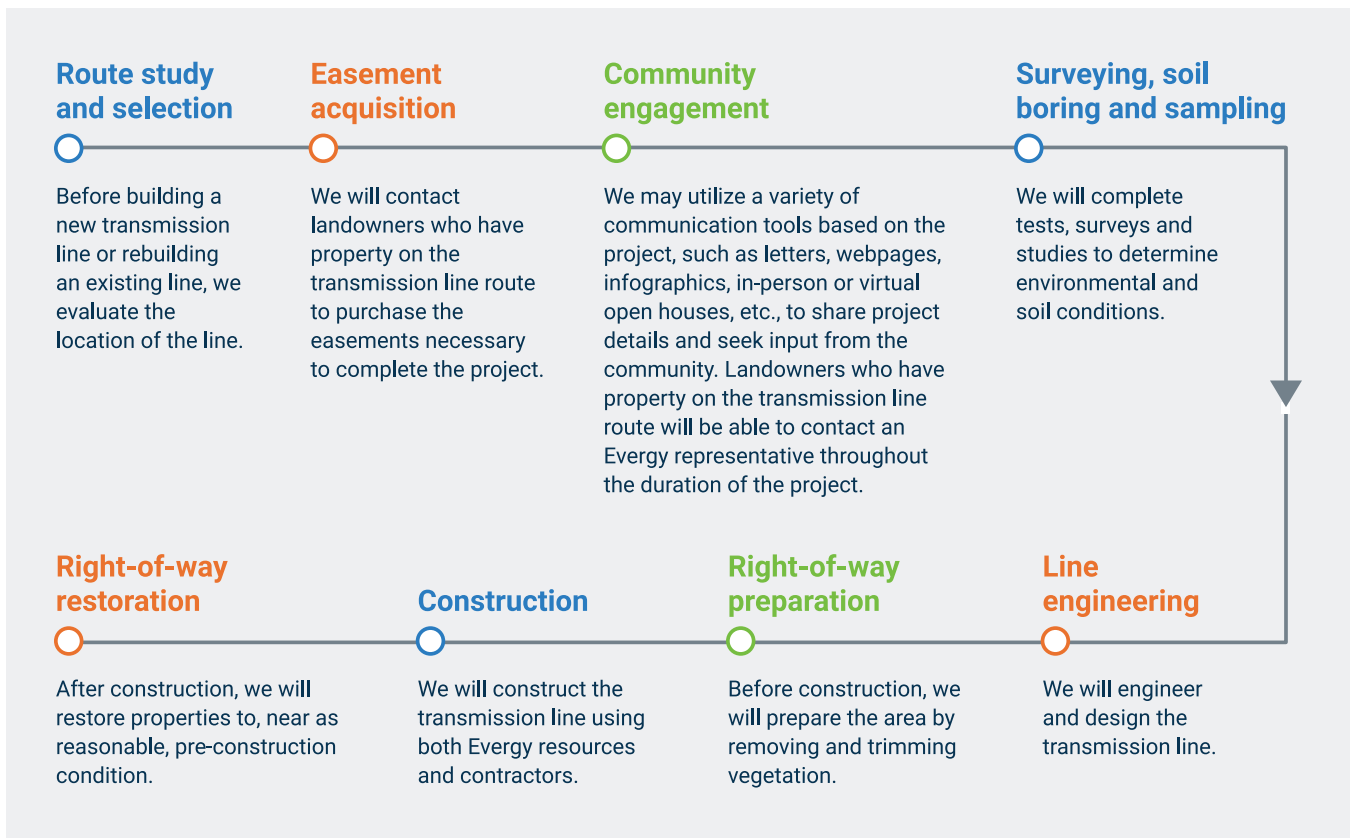 Route study
and selection
Before building a
new transmission
line or rebuilding
an existing line, we
evaluate the
location of the line.
Easement
acquisition
We will contact
landowners who have
property on the
transmission line route
to purchase the
easements necessary
to complete the project.
Community
engagement
We may utilize a variety of
communication tools based on the
project, such as letters, webpages,
infographics, in-person or virtual
open houses, etc., to share project
details and seek input from the
community. Landowners who have
property on the transmission line
route will be able to contact an
Evergy representative throughout
the duration of the project.
Surveying, soil
boring and sampling
We will complete
tests, surveys and
studies to determine
environmental and
soil conditions.
Line
engineering
We will engineer
and design the
transmission line.
Right-of-way
preparation
Before construction, we
will prepare the area by
removing and trimming
vegetation.
Construction
We will construct the
transmission line using
both Evergy resources
and contractors.
Right-of-way
restoration
After construction, we will
restore properties to, near as
reasonable, pre-construction
condition.